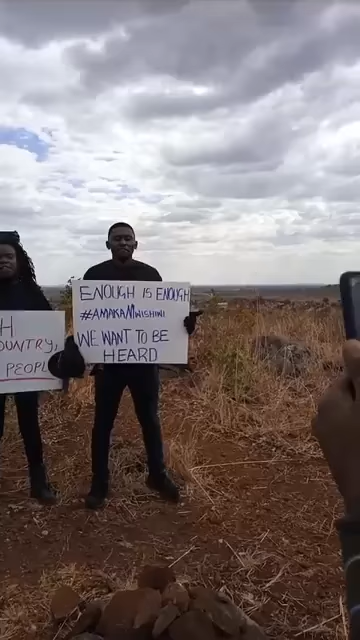 H
OUNTRY,
PEOPL
ENOUGH IS ENOUGH
#AMAKAMWISHINI
WE WANT TO BE
HEARD